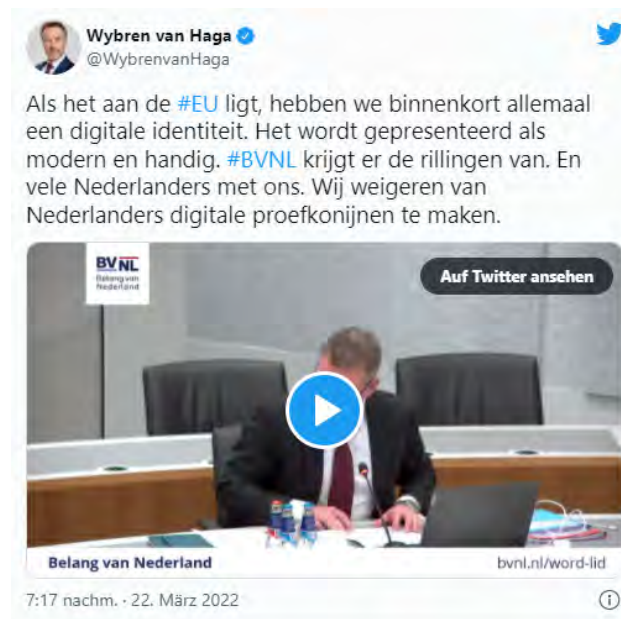 Wybren van Haga
@WybrenvanHaga
Als het aan de #EU ligt, hebben we binnenkort allemaal
een digitale identiteit. Het wordt gepresenteerd als
modern en handig. #BVNL krijgt er de rillingen van. En
vele Nederlanders met ons. Wij weigeren van
Nederlanders digitale proefkonijnen te maken.
BVNL
Belang van
Nederland
Auf Twitter ansehen
Belang van Nederland
bvnl.nl/word-lid
7:17 nachm. · 22. März 2022